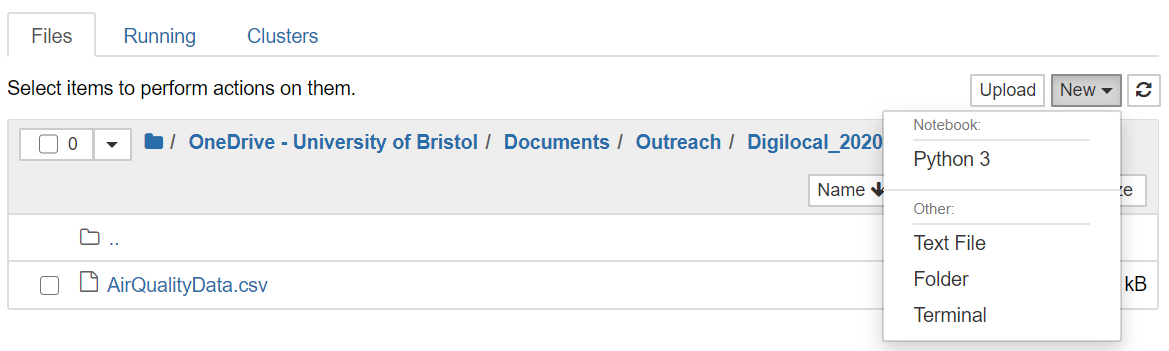 Files Running Clusters
Select items to perform actions on them.
Upload New
0 / OneDrive - University of Bristol / Documents / Outreach / Digilocal_2020
Name
ze
..
AirQualityData.csv
kB
Notebook:
Python 3
Other:
Text File
Folder
Terminal